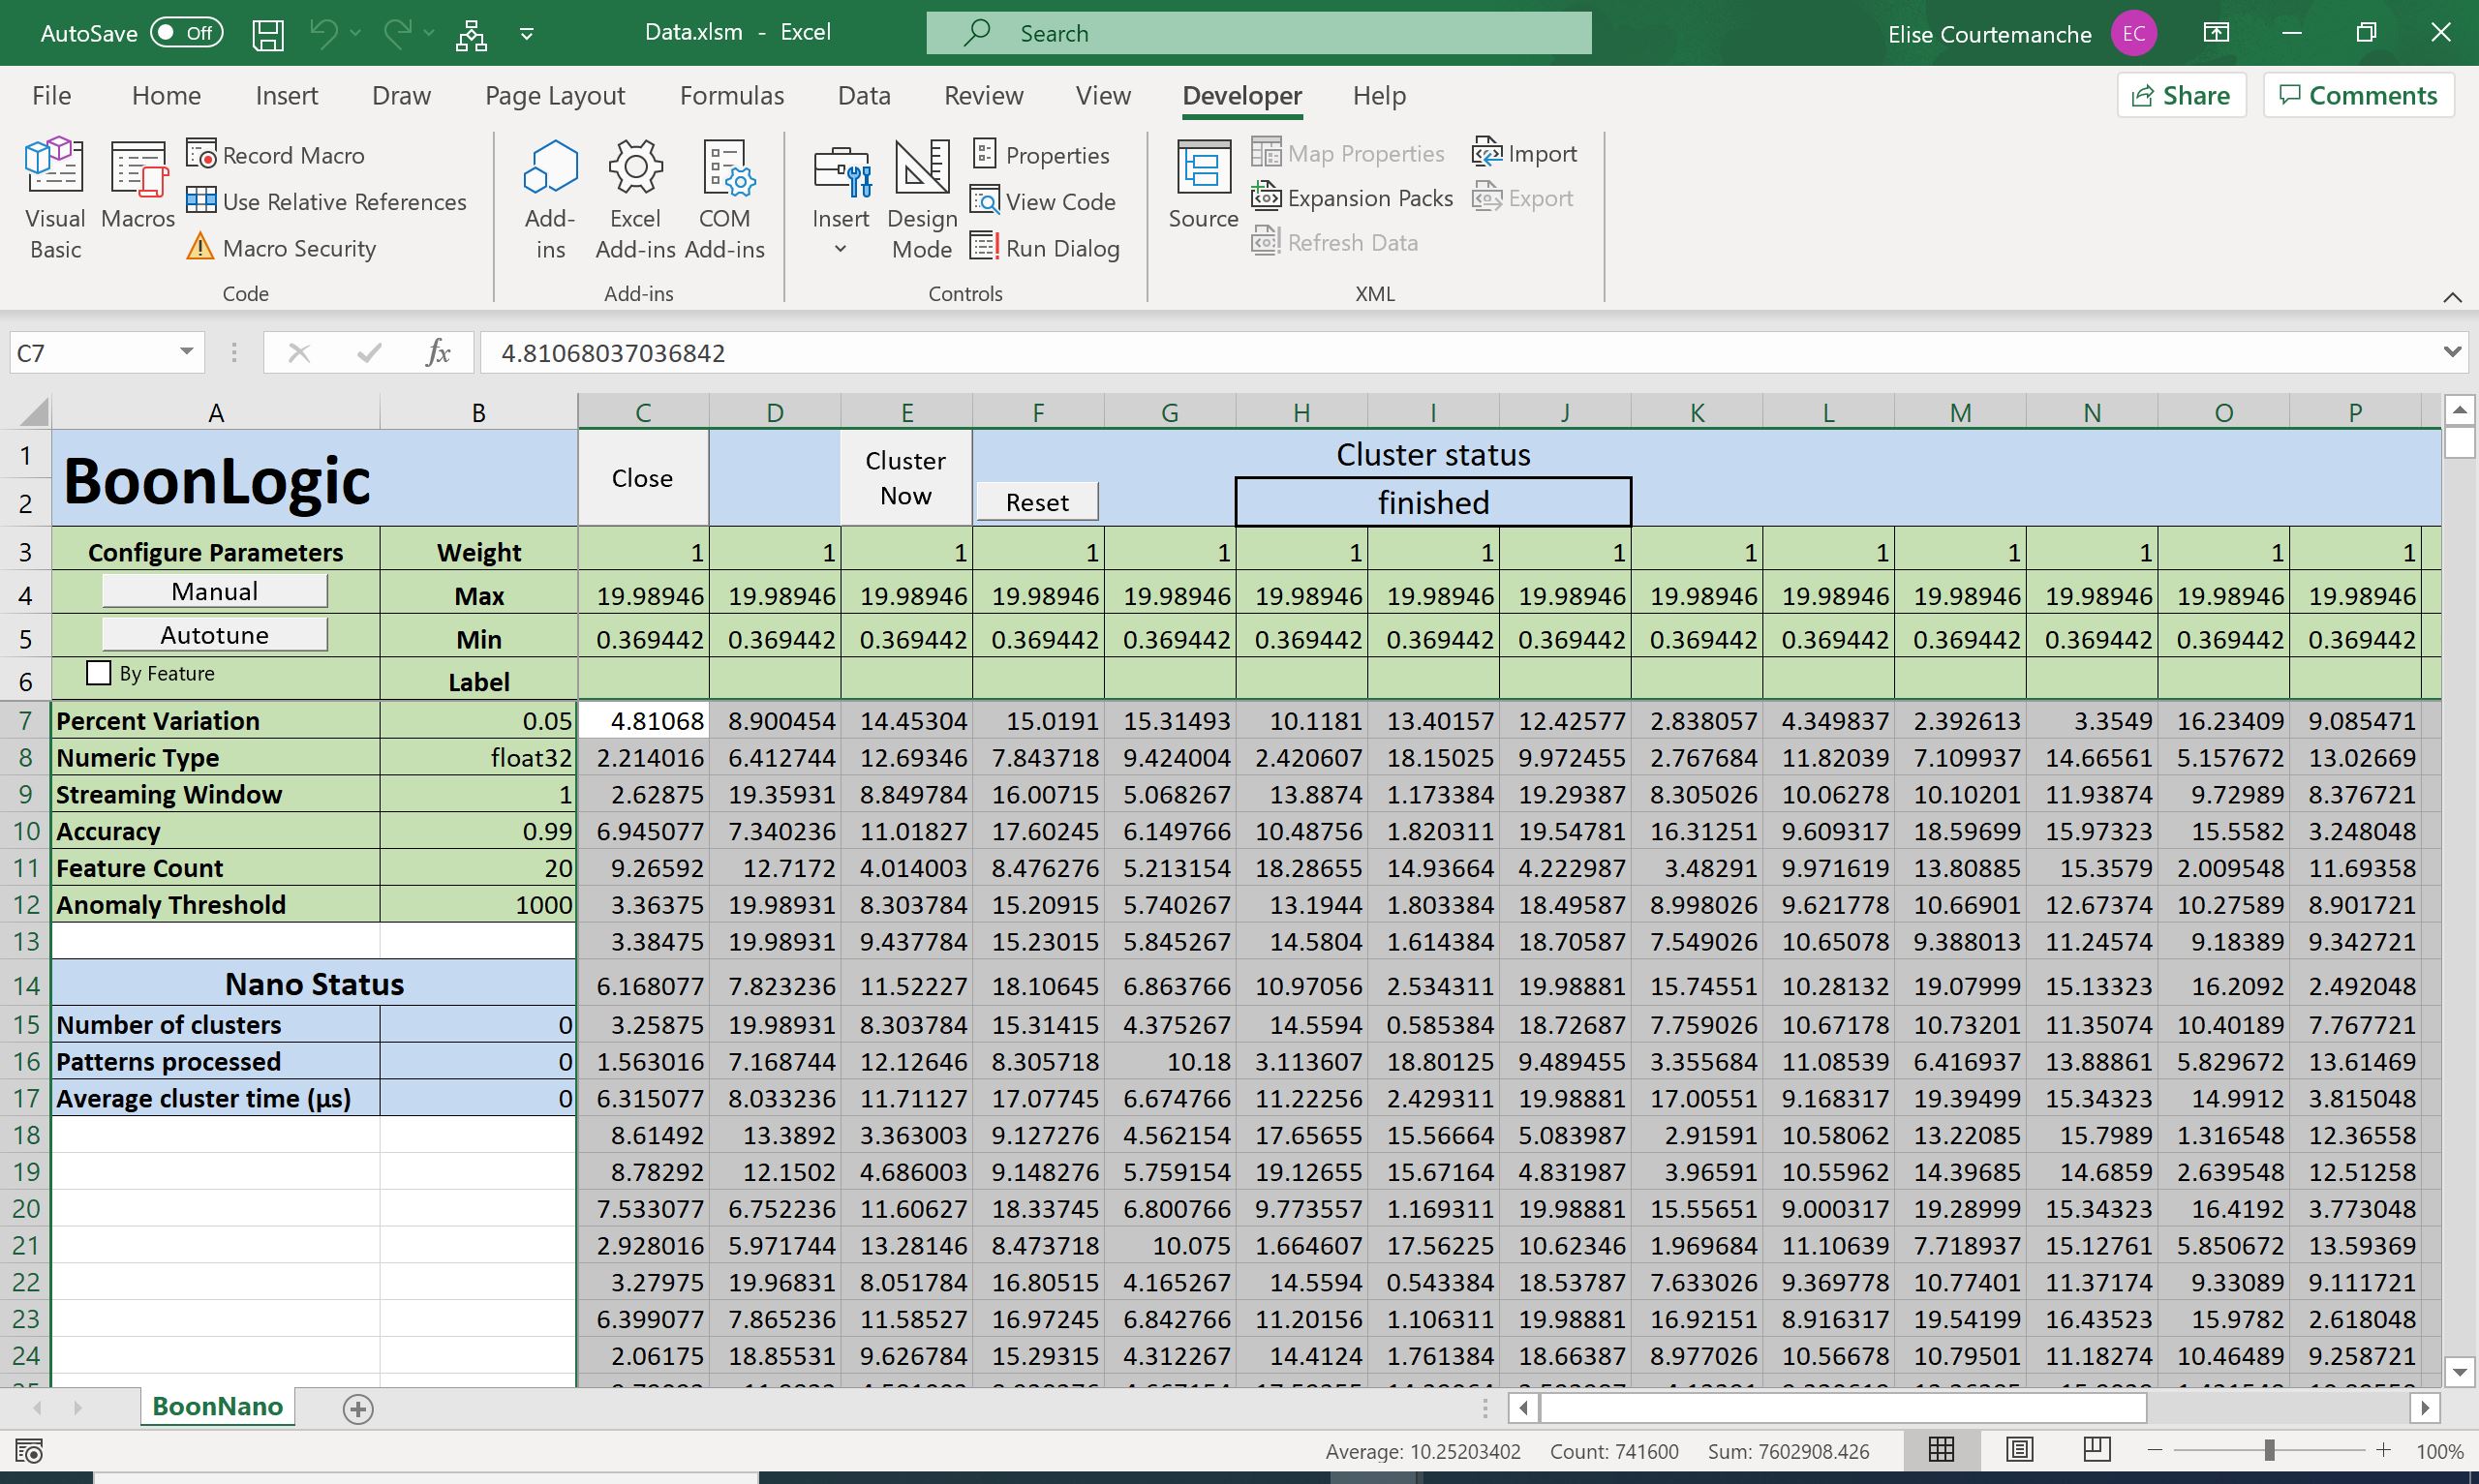 AutoSave Off Data.xlsm - Excel Search Elise Courtemanche EC
File Home Insert Draw Page Layout Formulas Data Review View Developer Help Share Comments
Visual Basic
Macros
Record Macro
Use Relative References
Macro Security
Code
Add-ins
Excel Add-ins
COM Add-ins
Add-ins
Insert
Design Mode
Properties
View Code
Run Dialog
Controls
Source
Map Properties
Expansion Packs
Refresh Data
Import
Export
XML
C7 fx 4.81068037036842
A B C D E F G H I J K L M N O P
1 BoonLogic Close Cluster Now Cluster status
2 Reset finished
3 Configure Parameters Weight 1 1 1 1 1 1 1 1 1 1 1 1 1 1
4 Manual Max 19.98946 19.98946 19.98946 19.98946 19.98946 19.98946 19.98946 19.98946 19.98946 19.98946 19.98946 19.98946 19.98946 19.98946
5 Autotune Min 0.369442 0.369442 0.369442 0.369442 0.369442 0.369442 0.369442 0.369442 0.369442 0.369442 0.369442 0.369442 0.369442 0.369442
6 By Feature Label
7 Percent Variation 0.05 4.81068 8.900454 14.45304 15.0191 15.31493 10.1181 13.40157 12.42577 2.838057 4.349837 2.392613 3.3549 16.23409 9.085471
8 Numeric Type float32 2.214016 6.412744 12.69346 7.843718 9.424004 2.420607 18.15025 9.972455 2.767684 11.82039 7.109937 14.66561 5.157672 13.02669
9 Streaming Window 1 2.62875 19.35931 8.849784 16.00715 5.068267 13.8874 1.173384 19.29387 8.305026 10.06278 10.10201 11.93874 9.72989 8.376721
10 Accuracy 0.99 6.945077 7.340236 11.01827 17.60245 6.149766 10.48756 1.820311 19.54781 16.31251 9.609317 18.59699 15.97323 15.5582 3.248048
11 Feature Count 20 9.26592 12.7172 4.014003 8.476276 5.213154 18.28655 14.93664 4.222987 3.48291 9.971619 13.80885 15.3579 2.009548 11.69358
12 Anomaly Threshold 1000 3.36375 19.98931 8.303784 15.20915 5.740267 13.1944 1.803384 18.49587 8.998026 9.621778 10.66901 12.67374 10.27589 8.901721
13 3.38475 19.98931 9.437784 15.23015 5.845267 14.5804 1.614384 18.70587 7.549026 10.65078 9.388013 11.24574 9.18389 9.342721
14 Nano Status 6.168077 7.823236 11.52227 18.10645 6.863766 10.97056 2.534311 19.98881 15.74551 10.28132 19.07999 15.13323 16.2092 2.492048
15 Number of clusters 0 3.25875 19.98931 8.303784 15.31415 4.375267 14.5594 0.585384 18.72687 7.759026 10.67178 10.73201 11.35074 10.40189 7.767721
16 Patterns processed 0 1.563016 7.168744 12.12646 8.305718 10.18 3.113607 18.80125 9.489455 3.355684 11.08539 6.416937 13.88861 5.829672 13.61469
17 Average cluster time (µs) 0 6.315077 8.033236 11.71127 17.07745 6.674766 11.22256 2.429311 19.98881 17.00551 9.168317 19.39499 15.34323 14.9912 3.815048
18 8.61492 13.3892 3.363003 9.127276 4.562154 17.65655 15.56664 5.083987 2.91591 10.58062 13.22085 15.7989 1.316548 12.36558
19 8.78292 12.1502 4.686003 9.148276 5.759154 19.12655 15.67164 4.831987 3.96591 10.55962 14.39685 14.6859 2.639548 12.51258
20 7.533077 6.752236 11.60627 18.33745 6.800766 9.773557 1.169311 19.98881 15.55651 9.000317 19.28999 15.34323 16.4192 3.773048
21 2.928016 5.971744 13.28146 8.473718 10.075 1.664607 17.56225 10.62346 1.969684 11.10639 7.718937 15.12761 5.850672 13.59369
22 3.27975 19.96831 8.051784 16.80515 4.165267 14.5594 0.543384 18.53787 7.633026 9.369778 10.77401 11.37174 9.33089 9.111721
23 6.399077 7.865236 11.58527 16.97245 6.842766 11.20156 1.106311 19.98881 16.92151 8.916317 19.54199 16.43523 15.9782 2.618048
24 2.06175 18.85531 9.626784 15.29315 4.312267 14.4124 1.761384 18.66387 8.977026 10.56678 10.79501 11.18274 10.46489 9.258721
BoonNano
Average: 10.25203402 Count: 741600 Sum: 7602908.426 100%